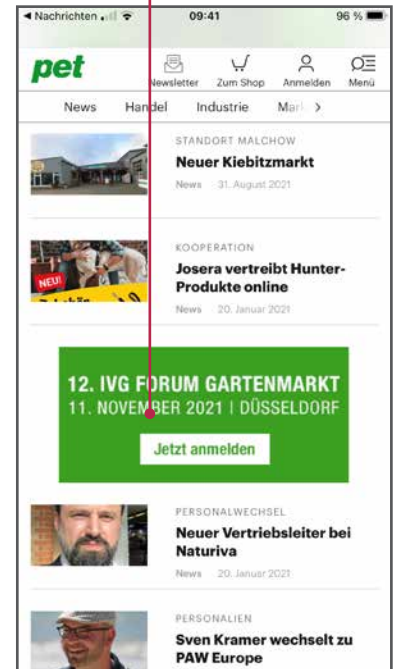 ◀ Nachrichten 09:41 96 %
pet
Newsletter Zum Shop Anmelden Menü
News Handel Industrie Mark >
STANDORT MALCHOW
Neuer Kiebitzmarkt
News 31. August 2021
NEU!
KOOPERATION
Josera vertreibt Hunter-
Produkte online
News 20. Januar 2021
12. IVG FORUM GARTENMARKT
11. NOVEMBER 2021 | DÜSSELDORF
Jetzt anmelden
PERSONALWECHSEL
Neuer Vertriebsleiter bei
Naturiva
News 20. Januar 2021
PERSONALIEN
Sven Kramer wechselt zu
PAW Europe